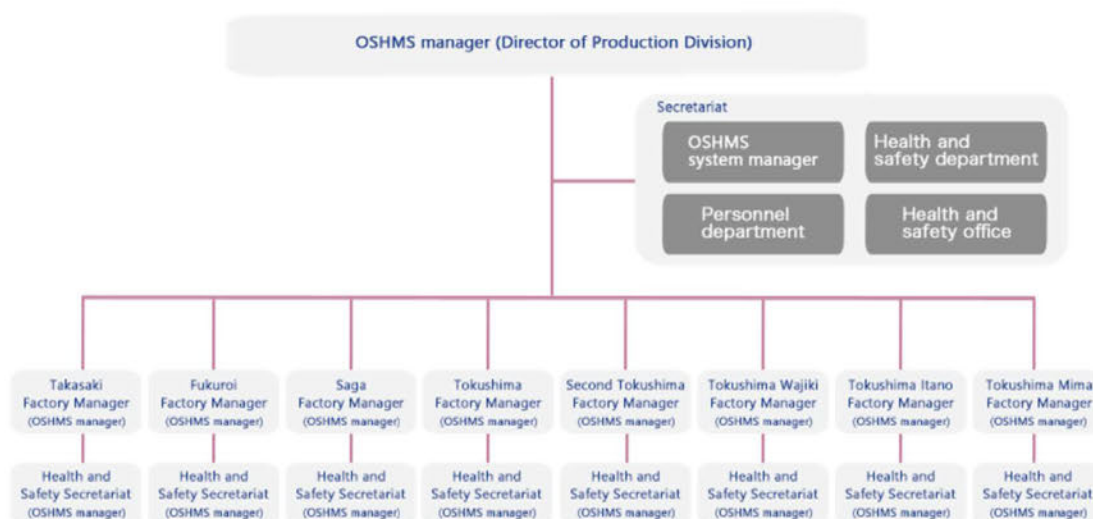 OSHMS manager (Director of Production Division)
Secretariat
OSHMS
system manager
Health and
safety department
Personnel
department
Health and
safety office
Takasaki
Factory Manager
(OSHMS manager)
Fukuroi
Factory Manager
(OSHMS manager)
Saga
Factory Manager
(OSHMS manager)
Tokushima
Factory Manager
(OSHMS manager)
Second Tokushima
Factory Manager
(OSHMS manager)
Tokushima Wajiki
Factory Manager
(OSHMS manager)
Tokushima Itano
Factory Manager
(OSHMS manager)
Tokushima Mima
Factory Manager
(OSHMS manager)
Health and
Safety Secretariat
(OSHMS manager)
Health and
Safety Secretariat
(OSHMS manager)
Health and
Safety Secretariat
(OSHMS manager)
Health and
Safety Secretariat
(OSHMS manager)
Health and
Safety Secretariat
(OSHMS manager)
Health and
Safety Secretariat
(OSHMS manager)
Health and
Safety Secretariat
(OSHMS manager)
Health and
Safety Secretariat
(OSHMS manager)